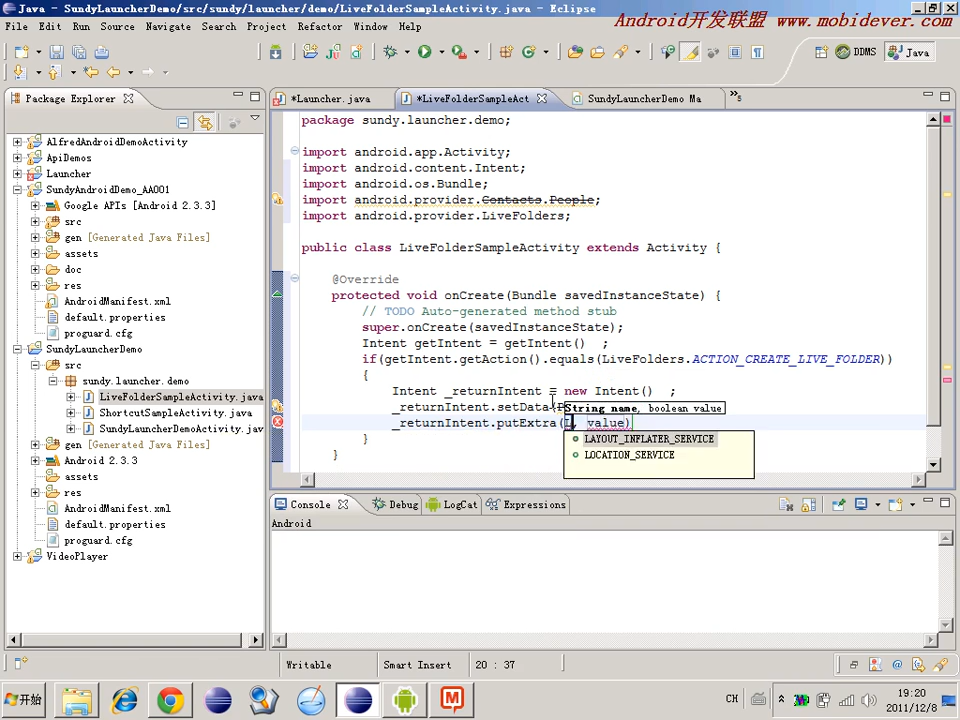 Java - SundyLauncherDemo/src/sundy/launcher/demo/LiveFolderSampleActivity.java - Eclipse
Android开发联盟 www.mobidever.com
File Edit Run Source Navigate Search Project Refactor Window Help
DDMS
Java
Package Explorer
*Launcher.java
*LiveFolderSampleAct
SundyLauncherDemo Ma
»5
AlfredAndroidDemoActivity
ApiDemos
Launcher
SundyAndroidDemo_AA001
Google APIs [Android 2.3.3]
src
gen [Generated Java Files]
assets
doc
res
AndroidManifest.xml
default.properties
proguard.cfg
SundyLauncherDemo
src
sundy.launcher.demo
LiveFolderSampleActivity.java
ShortcutSampleActivity.java
SundyLauncherDemoActivity.jav
gen [Generated Java Files]
Android 2.3.3
assets
res
AndroidManifest.xml
default.properties
proguard.cfg
VideoPlayer
package sundy.launcher.demo;
import android.app.Activity;
import android.content.Intent;
import android.os.Bundle;
import android.provider.Contacts.People;
import android.provider.LiveFolders;
public class LiveFolderSampleActivity extends Activity {
@Override
protected void onCreate(Bundle savedInstanceState) {
// TODO Auto-generated method stub
super.onCreate(savedInstanceState);
Intent getIntent = getIntent() ;
if(getIntent.getAction().equals(LiveFolders.ACTION_CREATE_LIVE_FOLDER))
{
Intent _returnIntent = new Intent() ;
_returnIntent.setData(
String name, boolean value
_returnIntent.putExtra(L, value)
LAYOUT_INFLATER_SERVICE
LOCATION_SERVICE
}
}
Console
Debug
LogCat
Expressions
Android
Writable
Smart Insert
20 : 37
开始
CH
19:20
2011/12/8